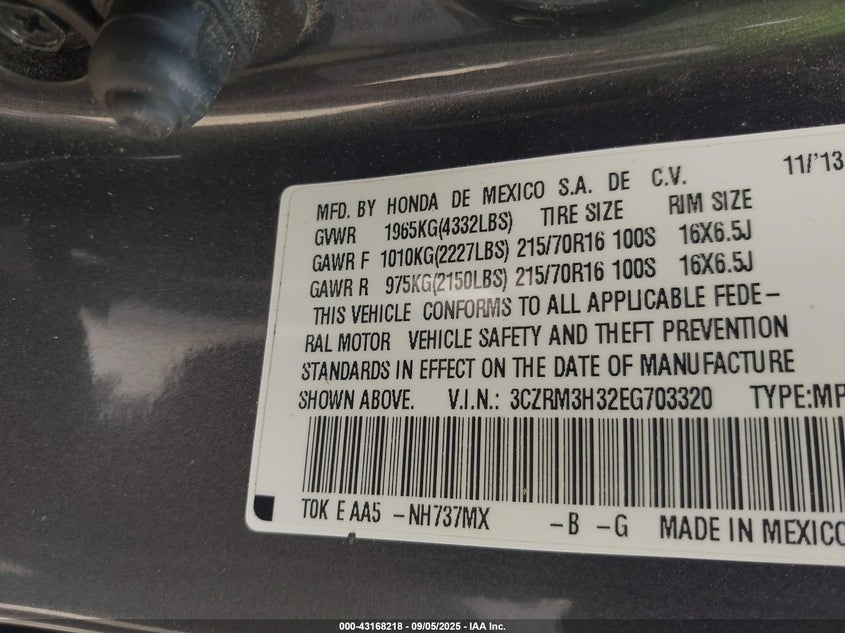 MFD. BY HONDA DE MEXICO S.A. DE C.V. 11/'13
GVWR 1965KG(4332LBS) TIRE SIZE RIM SIZE
GAWR F 1010KG(2227LBS) 215/70R16 100S 16X6.5J
GAWR R 975KG(2150LBS) 215/70R16 100S 16X6.5J
THIS VEHICLE CONFORMS TO ALL APPLICABLE FEDE-
RAL MOTOR VEHICLE SAFETY AND THEFT PREVENTION
STANDARDS IN EFFECT ON THE DATE OF MANUFACTURE
SHOWN ABOVE. V.I.N.: 3CZRM3H32EG703320 TYPE:MP
TOK E AA5 -NH737MX -B -G MADE IN MEXICO
000-43168218 - 09/05/2025 - IAA Inc.